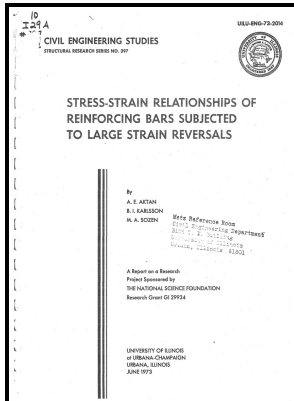 10
I29A
UILU-ENG-73-2014
CIVIL ENGINEERING STUDIES
STRUCTURAL RESEARCH SERIES NO. 397
STRESS-STRAIN RELATIONSHIPS OF
REINFORCING BARS SUBJECTED
TO LARGE STRAIN REVERSALS
By
A. E. AKTAN
B. I. KARLSSON
M. A. SOZEN
Metz Reference Room
Civil Engineering Department
Urbana, Illinois 61801
A Report on a Research
Project Sponsored by
THE NATIONAL SCIENCE FOUNDATION
Research Grant GI 29934
UNIVERSITY OF ILLINOIS
at URBANA-CHAMPAIGN
URBANA, ILLINOIS
JUNE 1973